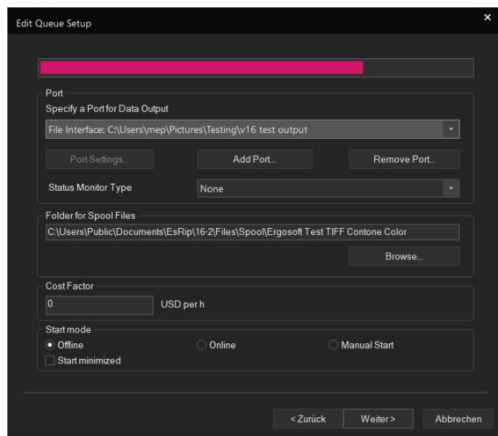 Edit Queue Setup
Port
Specify a Port for Data Output
File Interface: C:\Users\mep\Pictures\Testing\v16 test output
Port Settings... Add Port... Remove Port...
Status Monitor Type None
Folder for Spool Files
C:\Users\Public\Documents\EsRip\16-2\Files\Spool\Ergosoft Test TIFF Contone Color
Browse...
Cost Factor
0 USD per h
Start mode
Offline Online Manual Start
Start minimized
< Zurück Weiter > Abbrechen